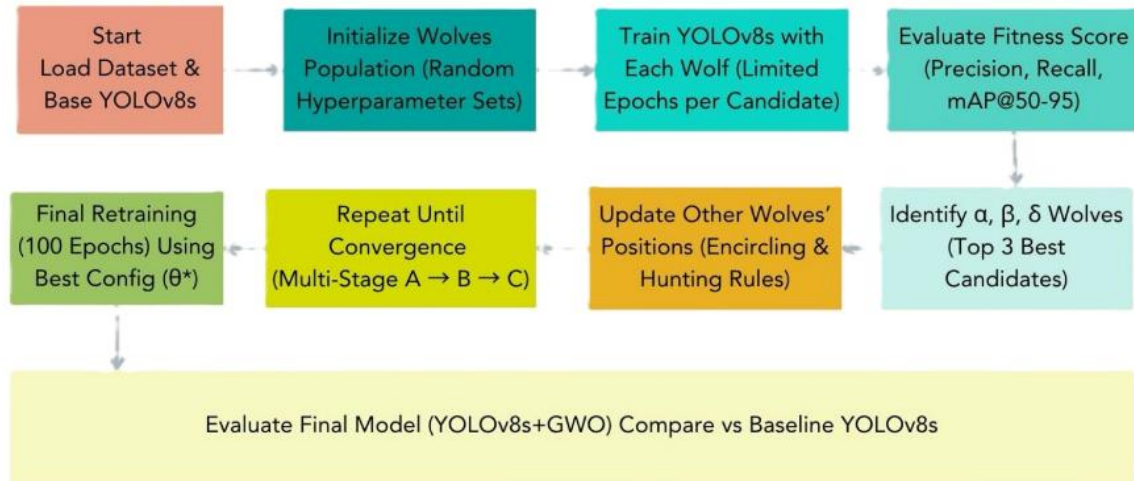 Start
Load Dataset &
Base YOLOv8s
Initialize Wolves
Population (Random
Hyperparameter Sets)
Train YOLOv8s with
Each Wolf (Limited
Epochs per Candidate)
Evaluate Fitness Score
(Precision, Recall,
mAP@50-95)
Identify α, β, δ Wolves
(Top 3 Best
Candidates)
Update Other Wolves’
Positions (Encircling &
Hunting Rules)
Repeat Until
Convergence
(Multi-Stage A → B → C)
Final Retraining
(100 Epochs) Using
Best Config (θ*)
Evaluate Final Model (YOLOv8s+GWO) Compare vs Baseline YOLOv8s